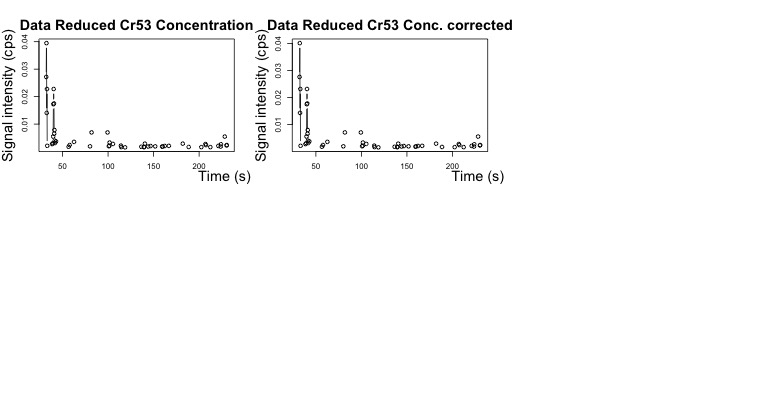 Data Reduced Cr53 Concentration
Signal intensity (cps)
0.04
0.03
0.02
0.01
50
100
150
200
Time (s)
Data Reduced Cr53 Conc. corrected
Signal intensity (cps)
0.04
0.03
0.02
0.01
50
100
150
200
Time (s)